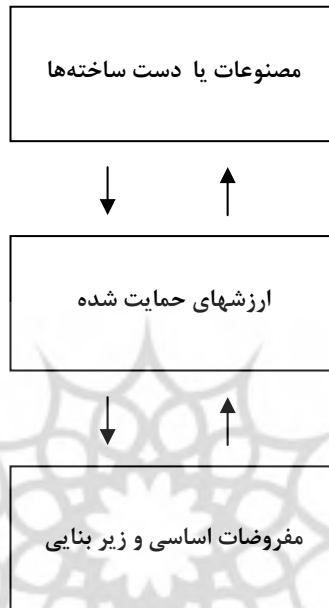 مصنوعات یا دست ساخته‌ها
ارزشهای حمایت شده
مفروضات اساسی و زیر بنایی